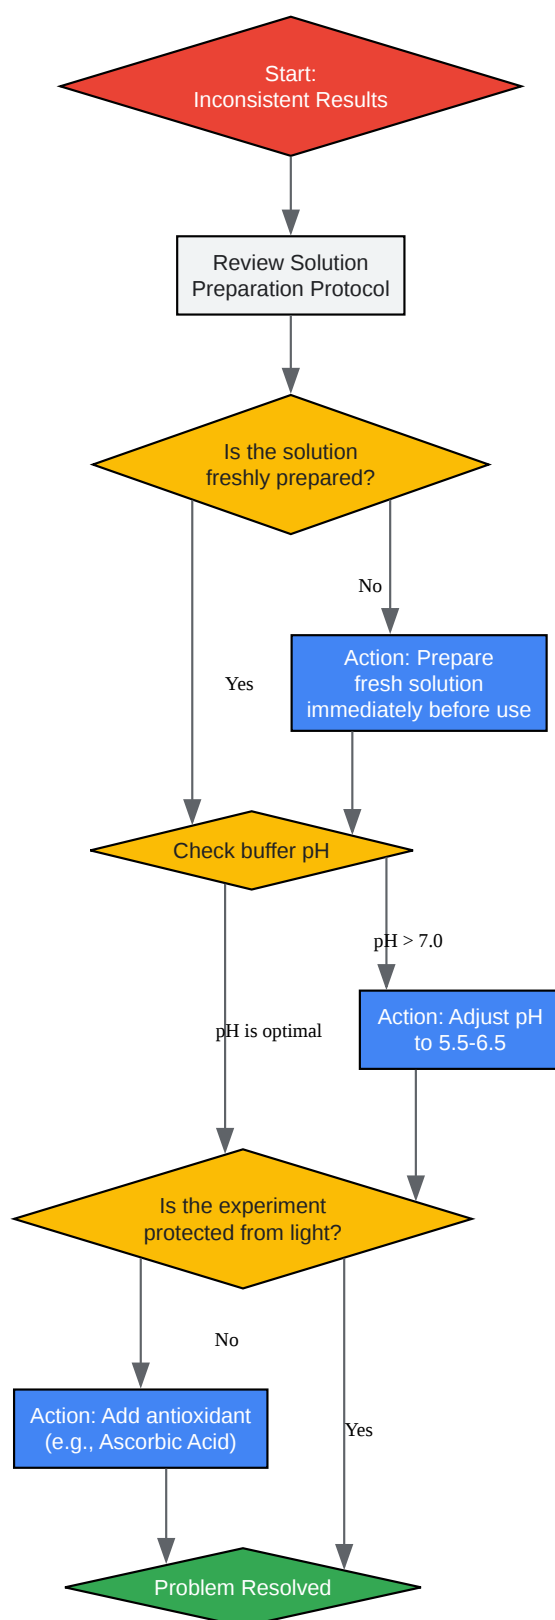 Start:
Inconsistent Results
Review Solution
Preparation Protocol
Is the solution
freshly prepared?
No
Yes
Action: Prepare
fresh solution
immediately before use
Check buffer pH
pH > 7.0
pH is optimal
Action: Adjust pH
to 5.5-6.5
Is the experiment
protected from light?
No
Yes
Action: Add antioxidant
(e.g., Ascorbic Acid)
Problem Resolved